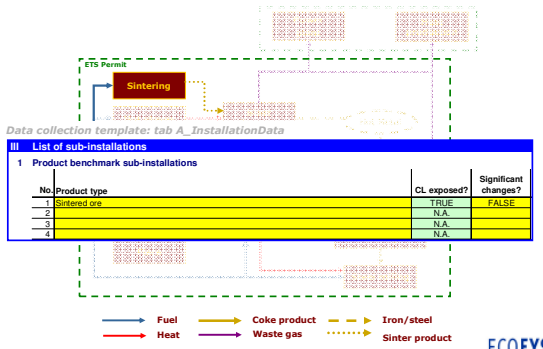 ETS Permit
Sintering
Data collection template: tab A_InstallationData
III List of sub-installations
1 Product benchmark sub-installations
No. Product type CL exposed? Significant changes?
1 Sintered ore TRUE FALSE
2 N.A.
3 N.A.
4 N.A.
Fuel Coke product Iron/steel
Heat Waste gas Sinter product
ECOFYS